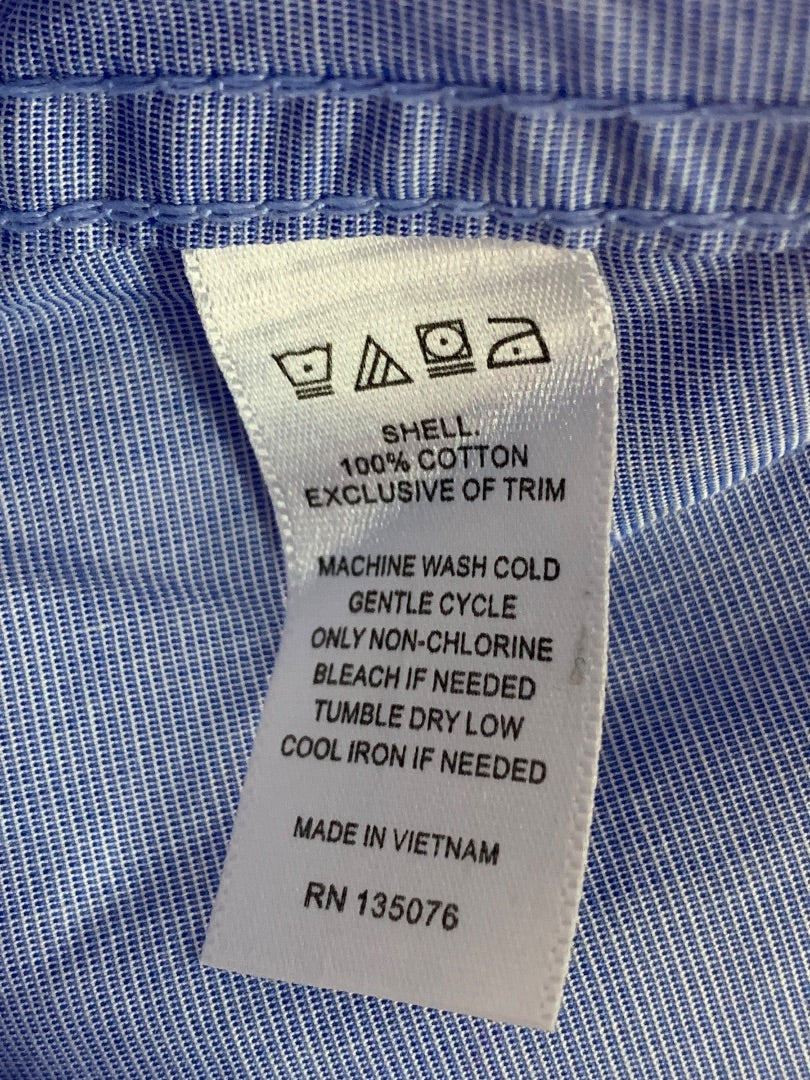 SHELL.
100% COTTON
EXCLUSIVE OF TRIM
MACHINE WASH COLD
GENTLE CYCLE
ONLY NON-CHLORINE
BLEACH IF NEEDED
TUMBLE DRY LOW
COOL IRON IF NEEDED
MADE IN VIETNAM
RN 135076